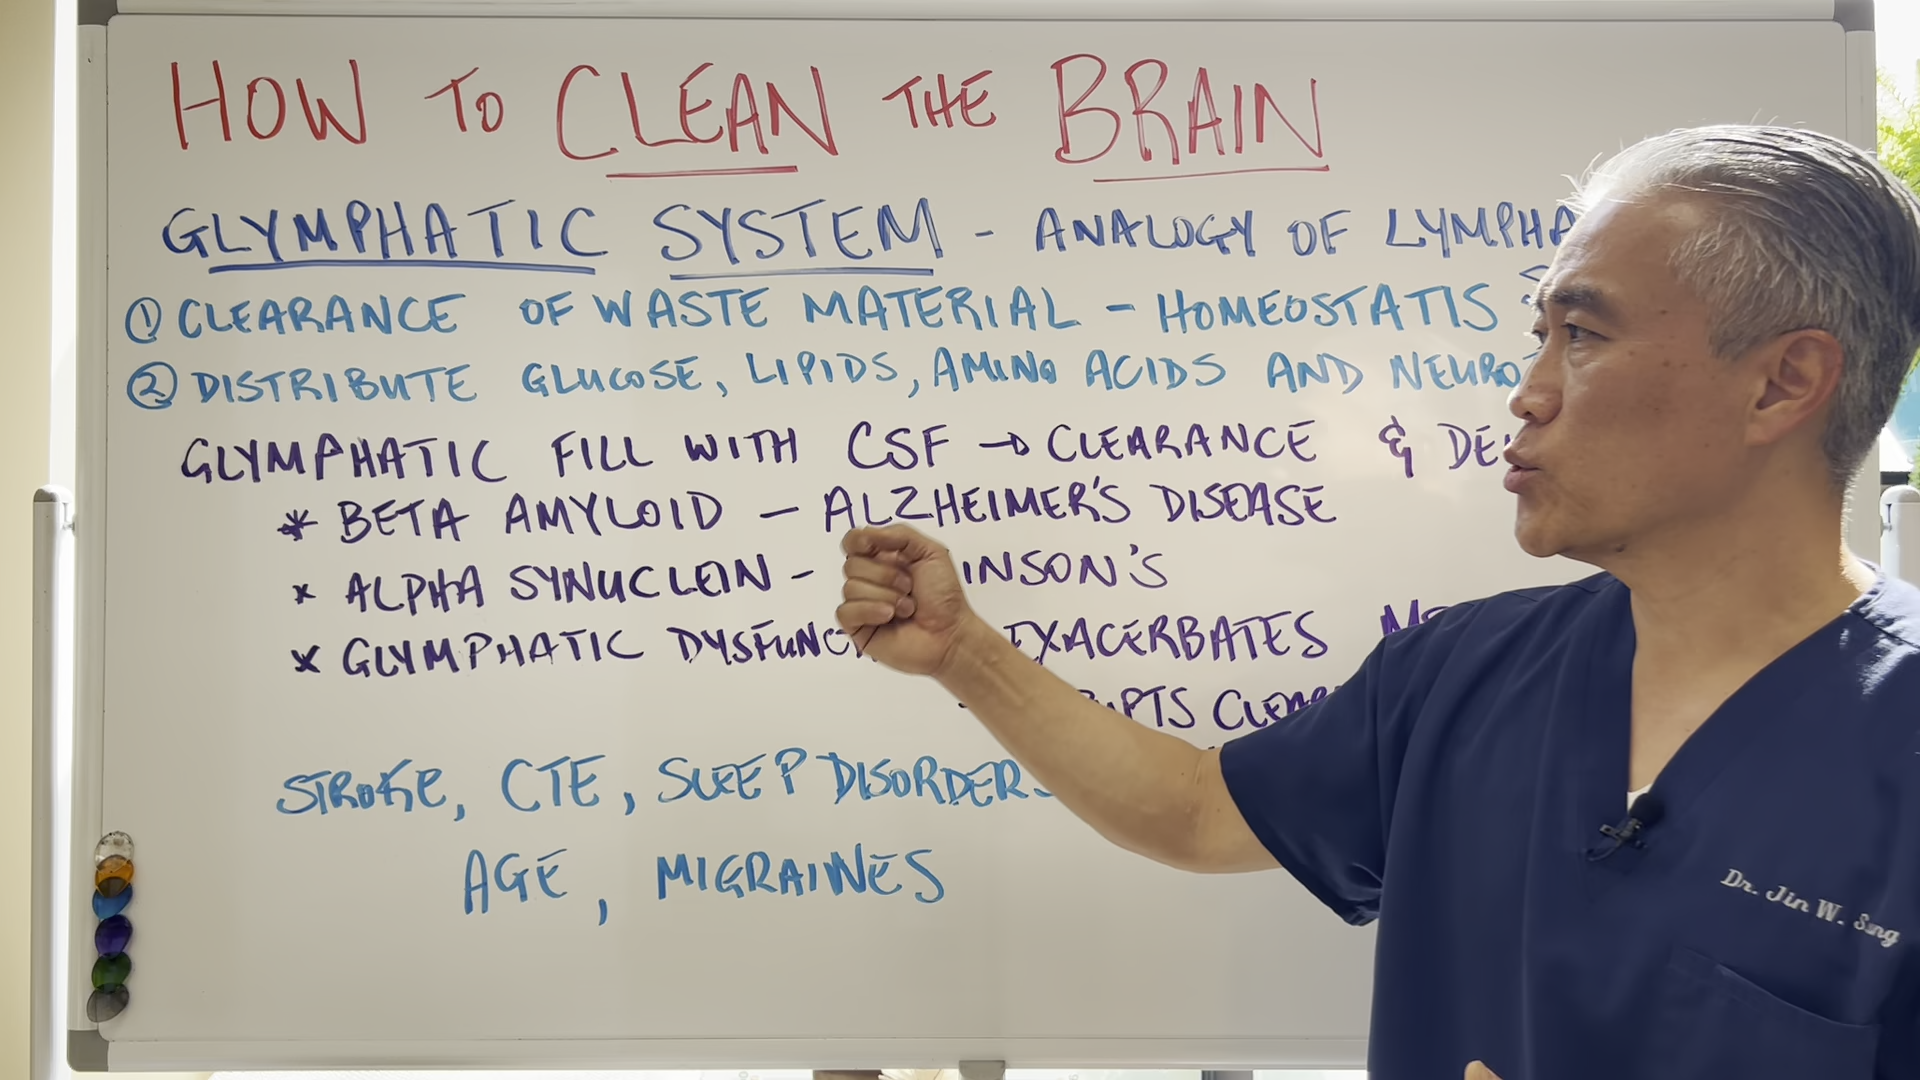 HOW TO CLEAN THE BRAIN
GLYMPHATIC SYSTEM - ANALOGY OF LYMPHA
① CLEARANCE OF WASTE MATERIAL - HOMEOSTATIS
② DISTRIBUTE GLUCOSE, LIPIDS, AMINO ACIDS AND NEURO
GLYMPHATIC FILL WITH CSF → CLEARANCE & DE
* BETA AMYLOID - ALZHEIMER'S DISEASE
* ALPHA SYNUCLEIN - INSON'S
* GLYMPHATIC DYSFUNC EXACERBATES
UPTS CLEAR
STROKE, CTE, SLEEP DISORDERS
AGE, MIGRAINES
Dr. Jin W. Sung